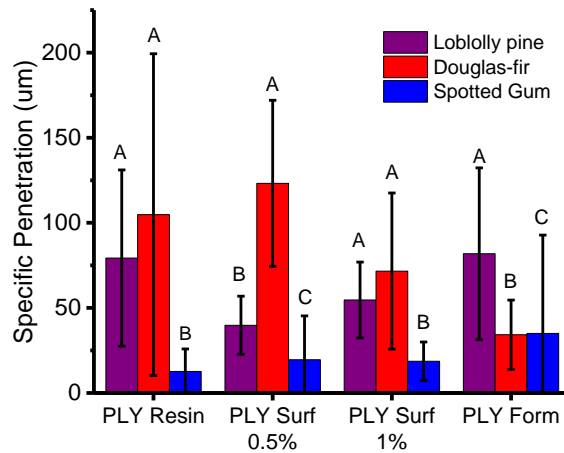 Specific Penetration (um)
200
150
100
50
0
Loblolly pine
Douglas-fir
Spotted Gum
A A B
B A C
A A B
A B C
PLY Resin
PLY Surf
0.5%
PLY Surf
1%
PLY Form